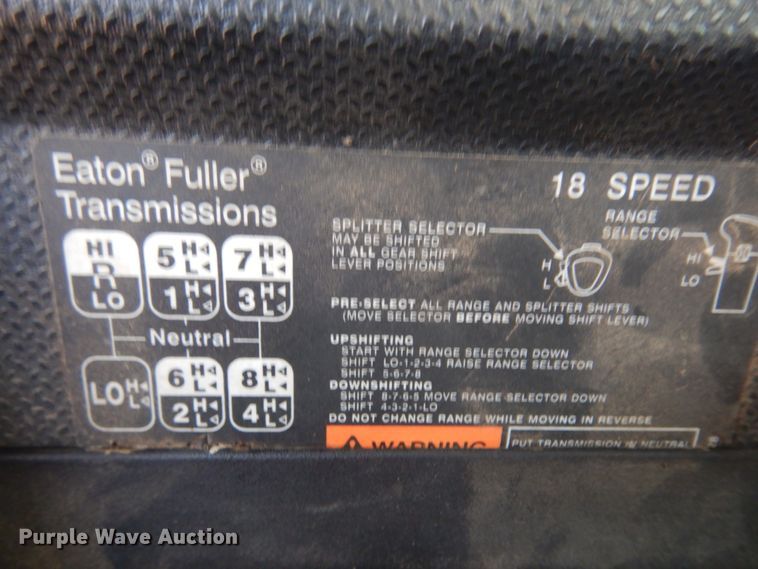 Eaton® Fuller®
Transmissions
18 SPEED
HI
R
LO
5 H L
1 H L
7 H L
3 H L
Neutral
LO H L
6 H L
2 H L
8 H L
4 H L
SPLITTER SELECTOR
MAY BE SHIFTED
IN ALL GEAR SHIFT
LEVER POSITIONS
H
L
RANGE
SELECTOR
HI
LO
PRE-SELECT ALL RANGE AND SPLITTER SHIFTS
(MOVE SELECTOR BEFORE MOVING SHIFT LEVER)
UPSHIFTING
START WITH RANGE SELECTOR DOWN
SHIFT LO-1-2-3-4 RAISE RANGE SELECTOR
SHIFT 5-6-7-8
DOWNSHIFTING
SHIFT 8-7-6-5 MOVE RANGE SELECTOR DOWN
SHIFT 4-3-2-1-LO
DO NOT CHANGE RANGE WHILE MOVING IN REVERSE
WARNING
PUT TRANSMISSION IN NEUTRAL
Purple Wave Auction